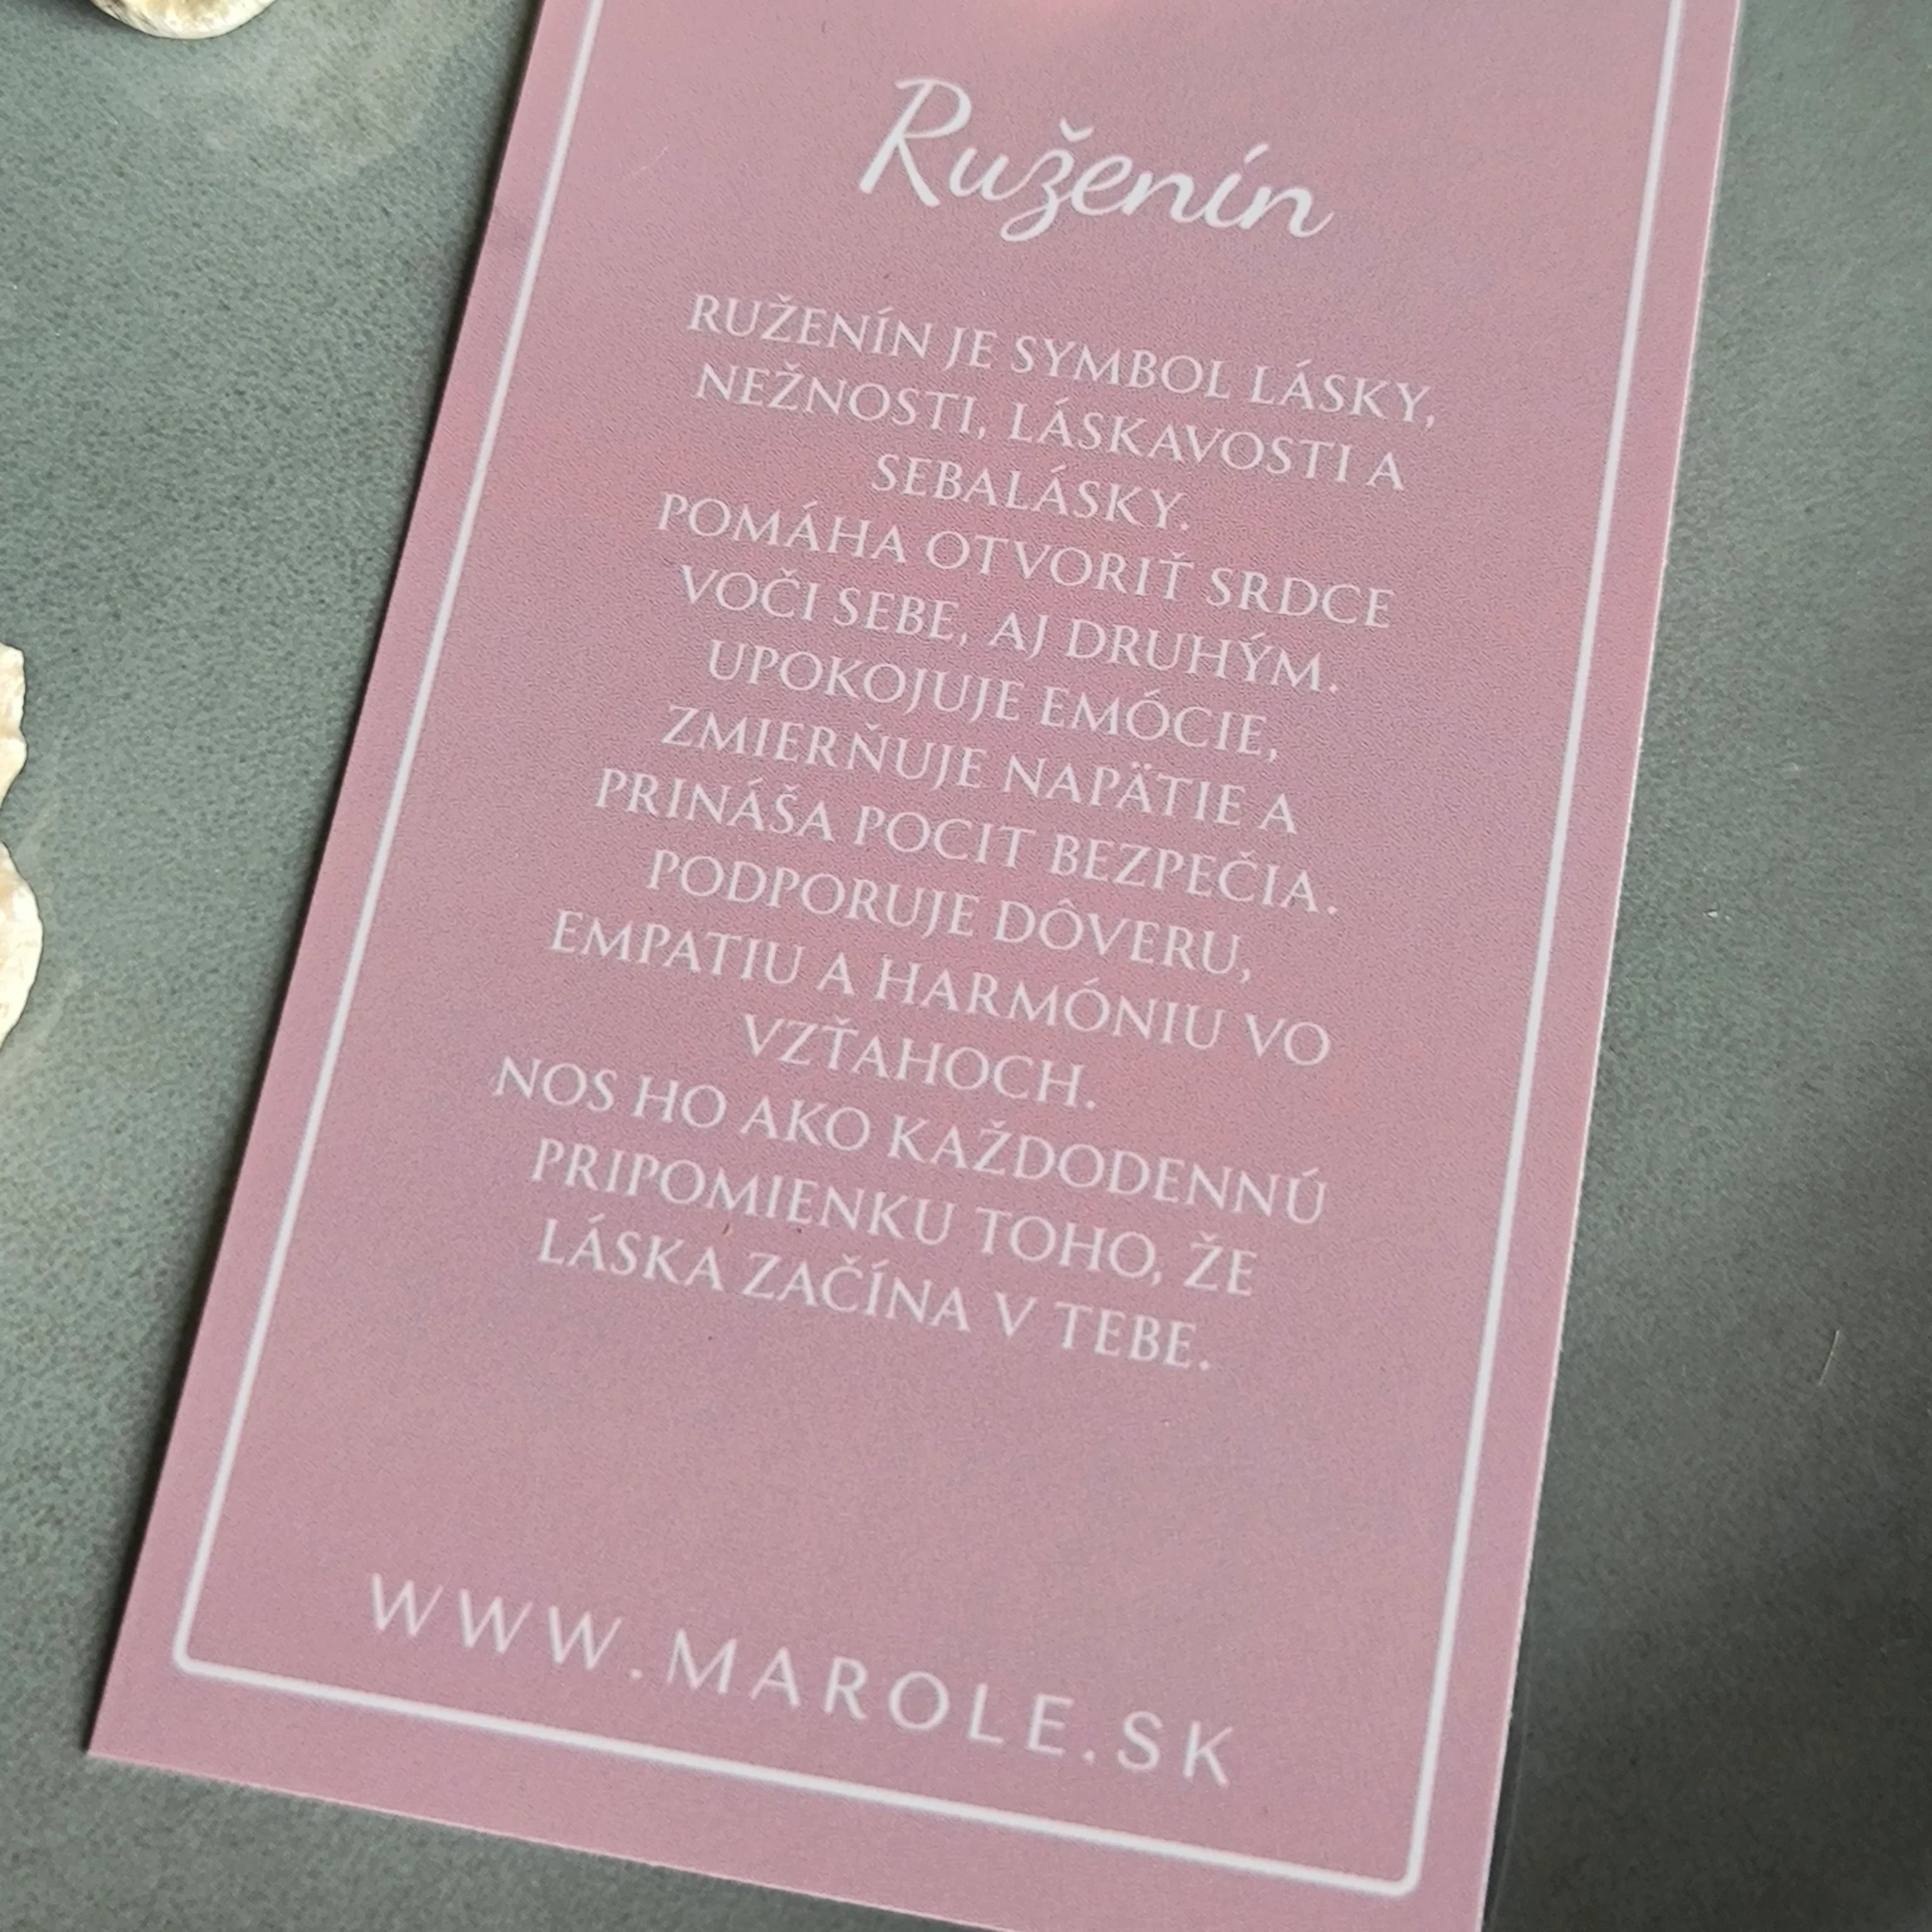 Ruženín
RUŽENÍN JE SYMBOL LÁSKY,
NEŽNOSTI, LÁSKAVOSTI A
SEBALÁSKY.
POMÁHA OTVORIŤ SRDCE
VOČI SEBE, AJ DRUHÝM.
UPOKOJUJE EMÓCIE,
ZMIERŇUJE NAPÄTIE A
PRINÁŠA POCIT BEZPEČIA.
PODPORUJE DÔVERU,
EMPATIU A HARMÓNIU VO
VZŤAHOCH.
NOS HO AKO KAŽDODENNÚ
PRIPOMIENKU TOHO, ŽE
LÁSKA ZAČÍNA V TEBE.
WWW.MAROLE.SK